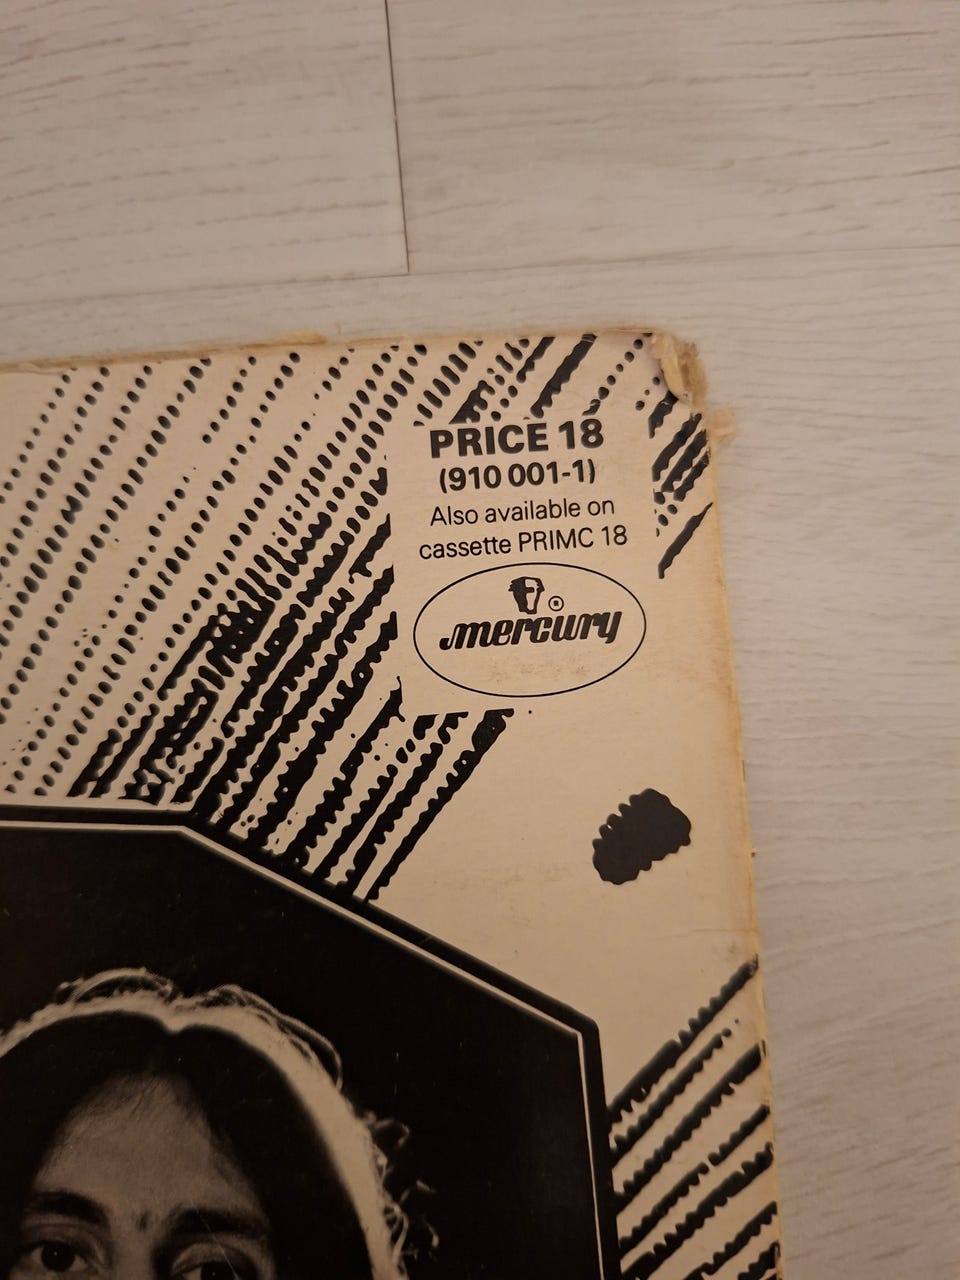 PRICE 18
(910 001-1)
Also available on
cassette PRIMC 18
mercury